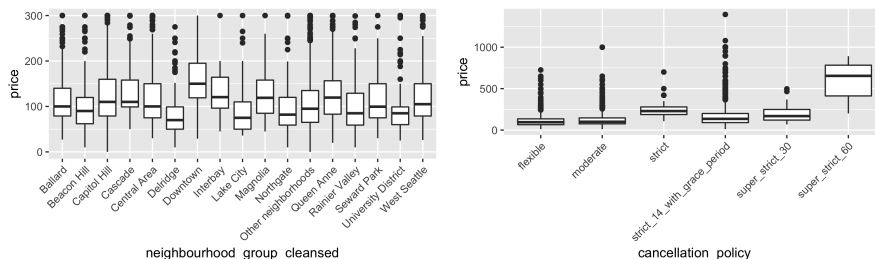 300
200
100
0
price
Ballard
Beacon Hill
Capitol Hill
Cascade
Central Area
Delridge
Downtown
Interbay
Lake City
Magnolia
Northgate
Other neighborhoods
Queen Anne
Rainier Valley
Seward Park
University District
West Seattle
neighbourhood_group_cleansed
1000
500
0
price
flexible
moderate
strict
strict_14_with_grace_period
super_strict_30
super_strict_60
cancellation_policy